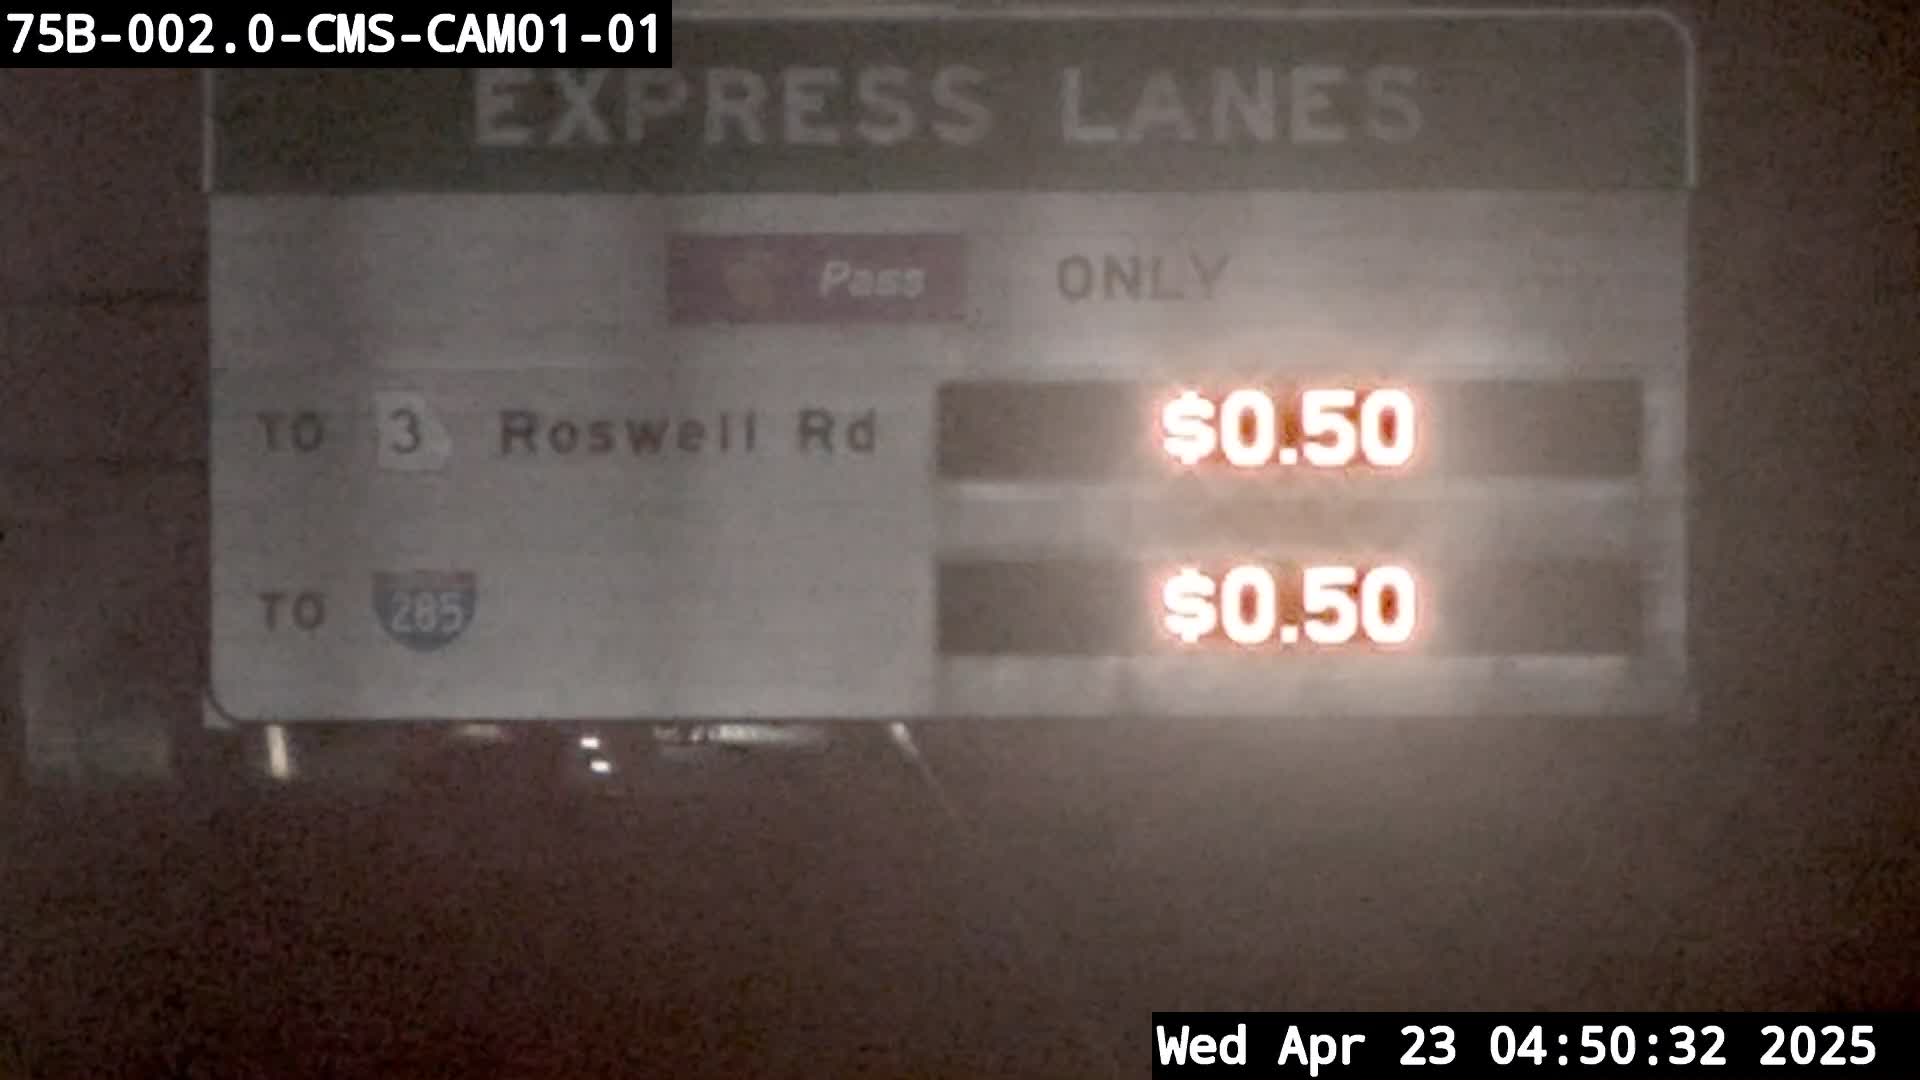 75B-002.0-CMS-CAM01-01
EXPRESS LANES
Pass ONLY
TO 3 Roswell Rd $0.50
TO 285 $0.50
Wed Apr 23 04:50:32 2025